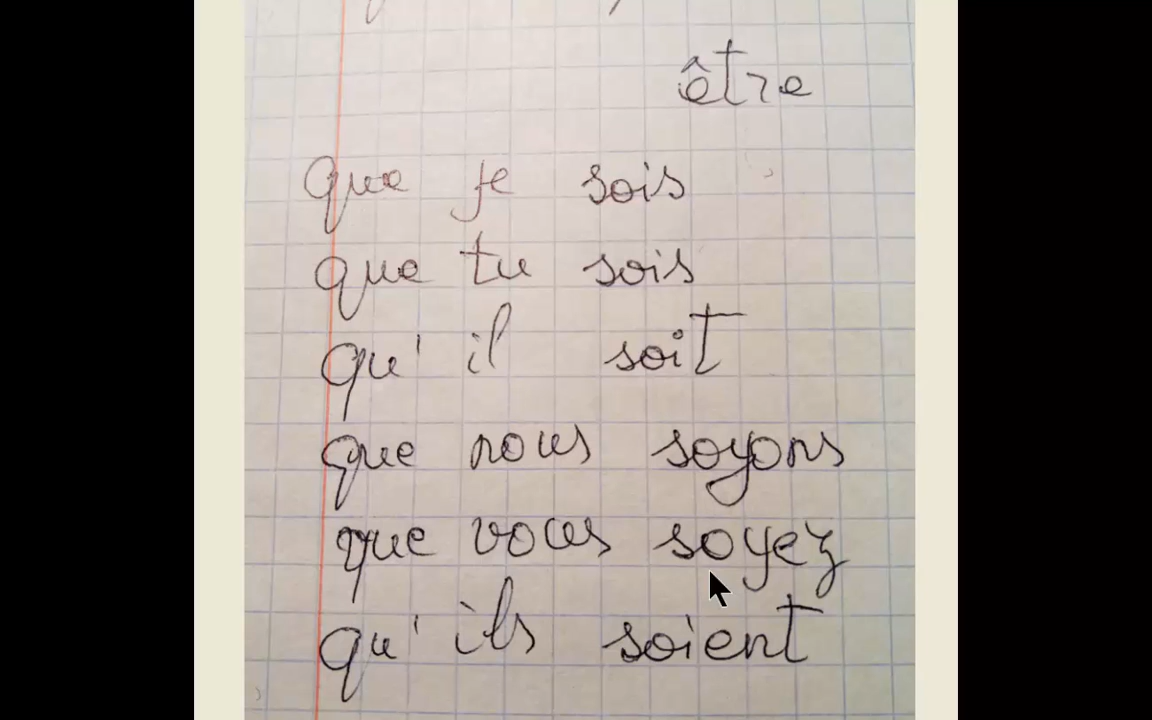 être
que je sois
que tu sois
qu'il soit
que nous soyons
que vous soyez
qu'ils soient